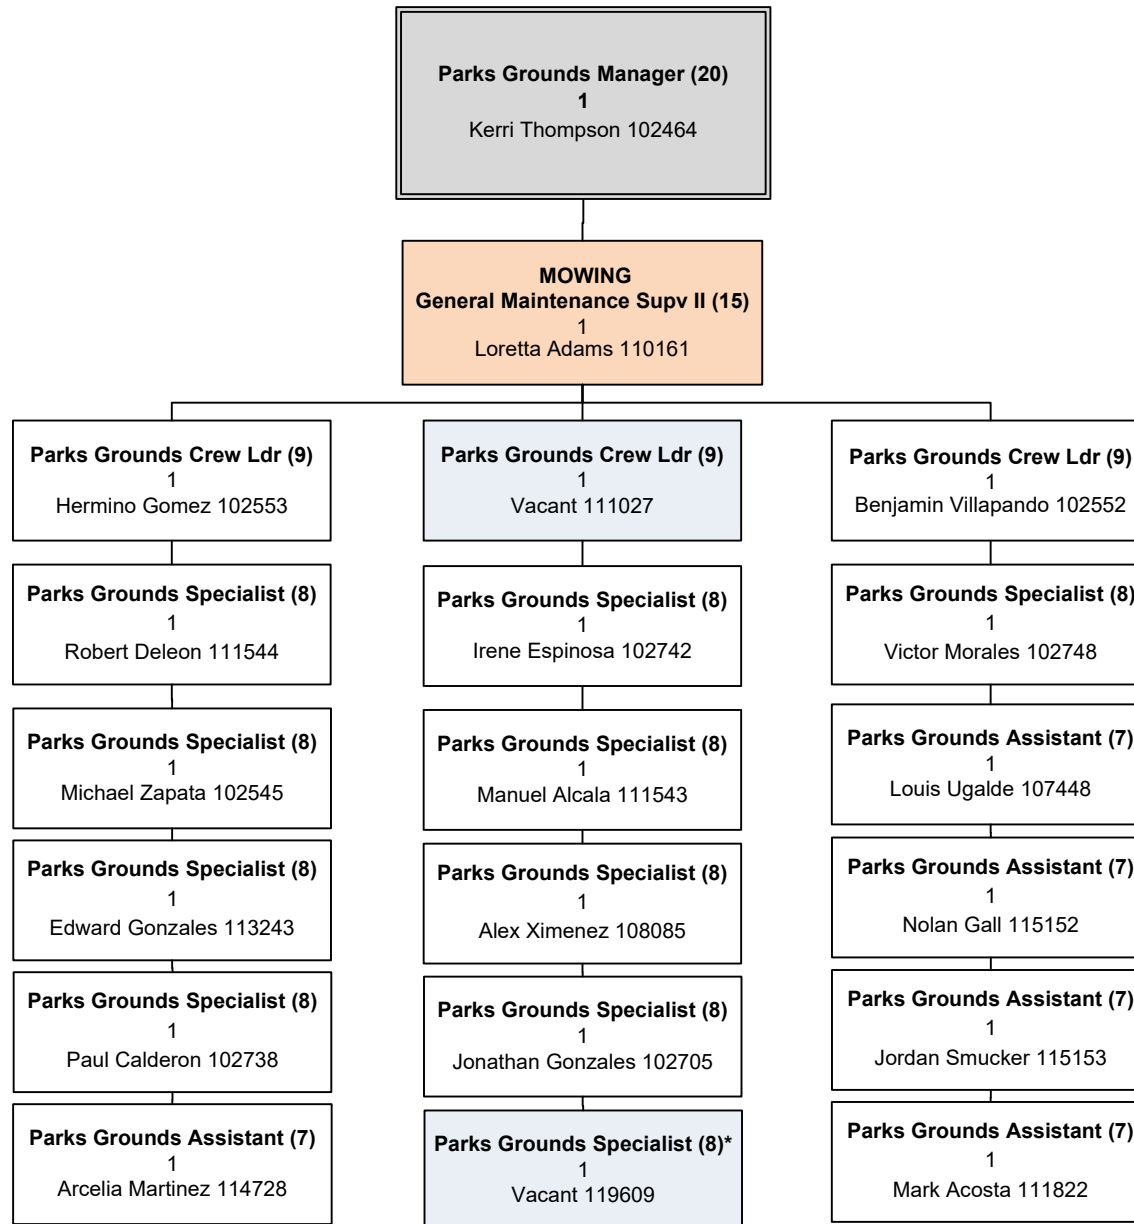 Parks Grounds Manager (20)
1
Kerri Thompson 102464
MOWING
General Maintenance Supv II (15)
1
Loretta Adams 110161
Parks Grounds Crew Ldr (9)
1
Hermino Gomez 102553
Parks Grounds Specialist (8)
1
Robert Deleon 111544
Parks Grounds Specialist (8)
1
Michael Zapata 102545
Parks Grounds Specialist (8)
1
Edward Gonzales 113243
Parks Grounds Specialist (8)
1
Paul Calderon 102738
Parks Grounds Assistant (7)
1
Arcelia Martinez 114728
Parks Grounds Crew Ldr (9)
1
Vacant 111027
Parks Grounds Specialist (8)
1
Irene Espinosa 102742
Parks Grounds Specialist (8)
1
Manuel Alcala 111543
Parks Grounds Specialist (8)
1
Alex Ximenez 108085
Parks Grounds Specialist (8)
1
Jonathan Gonzales 102705
Parks Grounds Specialist (8)*
1
Vacant 119609
Parks Grounds Crew Ldr (9)
1
Benjamin Villapando 102552
Parks Grounds Specialist (8)
1
Victor Morales 102748
Parks Grounds Assistant (7)
1
Louis Ugalde 107448
Parks Grounds Assistant (7)
1
Nolan Gall 115152
Parks Grounds Assistant (7)
1
Jordan Smucker 115153
Parks Grounds Assistant (7)
1
Mark Acosta 111822